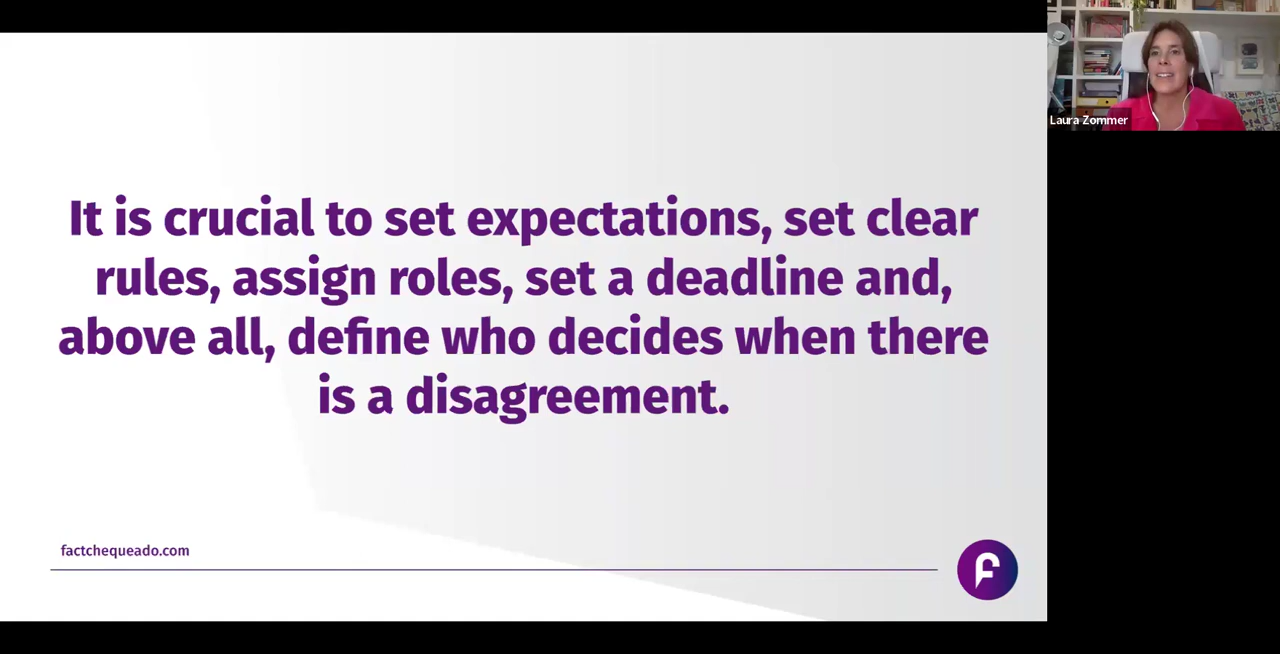 It is crucial to set expectations, set clear
rules, assign roles, set a deadline and,
above all, define who decides when there
is a disagreement.
factchequeado.com
Laura Zommer